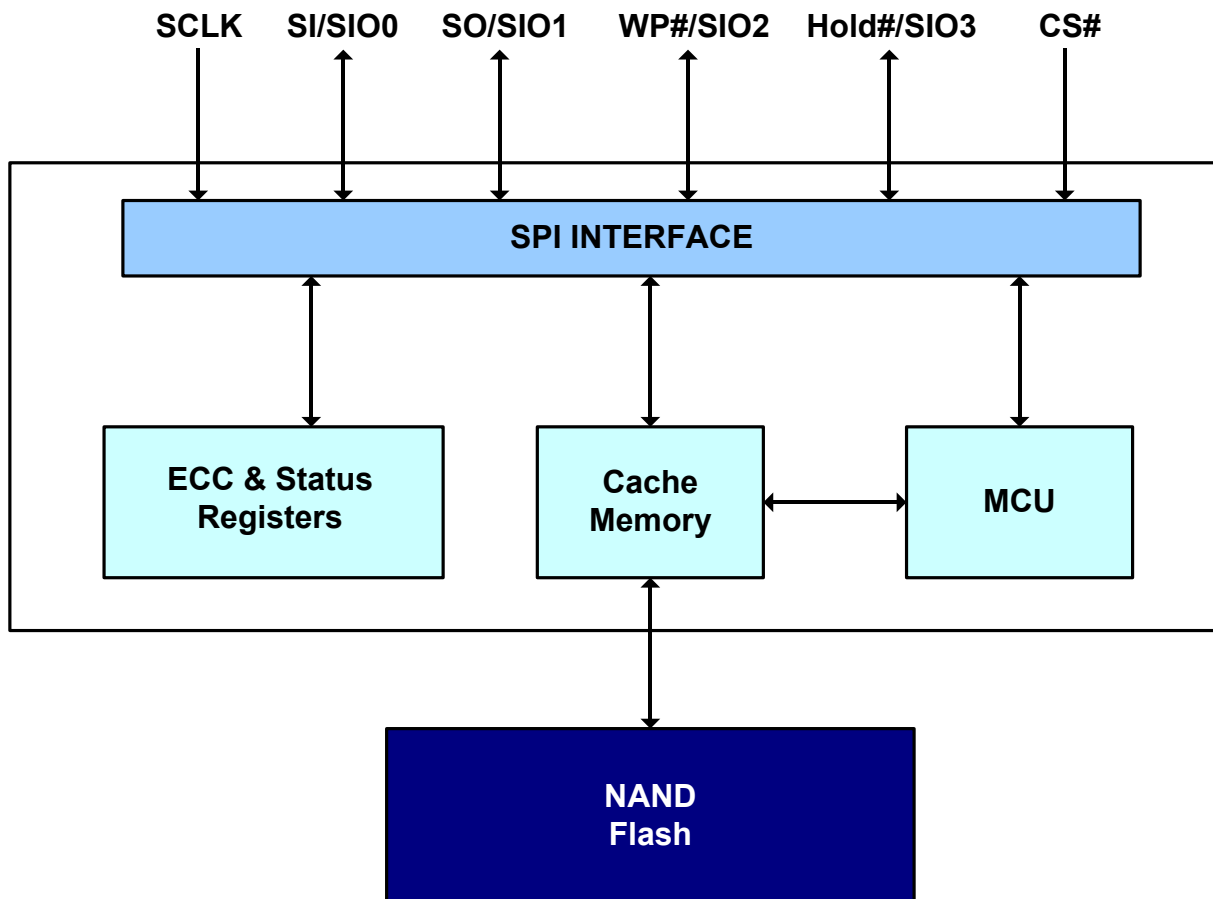 SCLK SI/SIO0 SO/SIO1 WP#/SIO2 Hold#/SIO3 CS#
SPI INTERFACE
ECC & Status
Registers
Cache
Memory
MCU
NAND
Flash